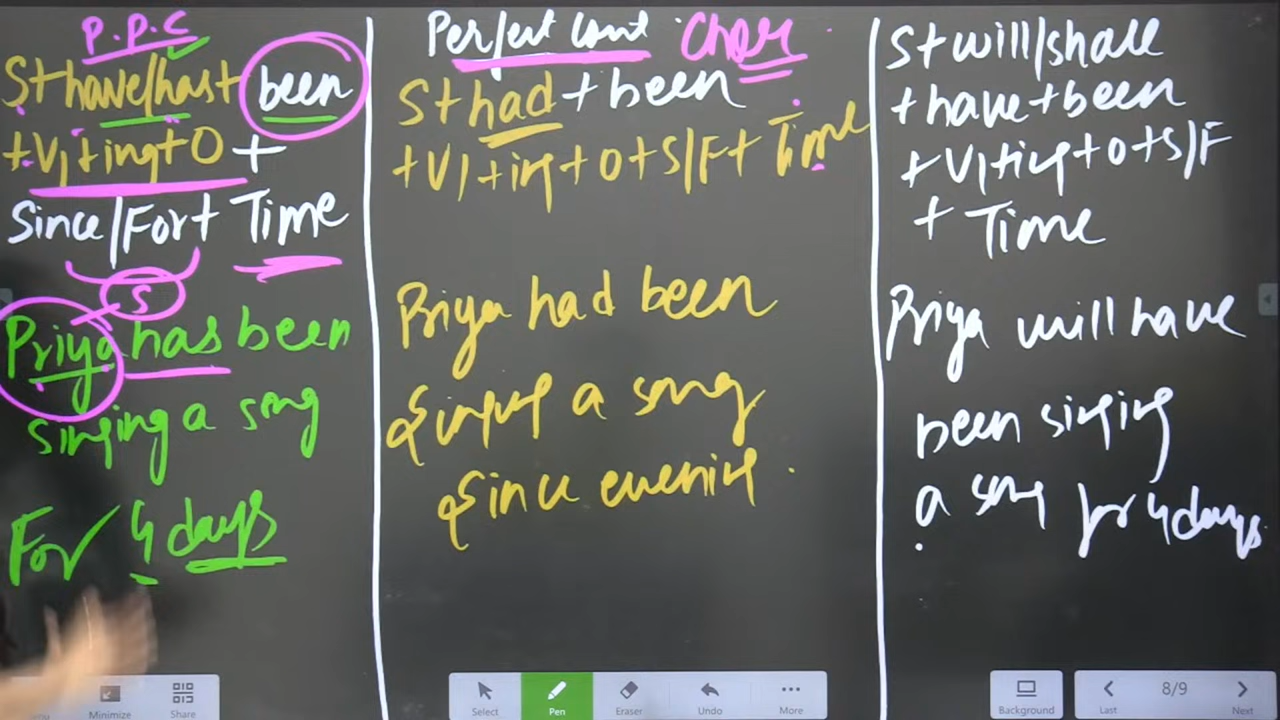 P.P.C
S+have/has+ been
+V1+ing+O +
Since/For+ Time
S
Priya has been
singing a song
For 4 days
Perfect Cont. Char
S+had+been
+V1+ing+O+S/F+ Time
Priya had been
singing a song
Since evening.
S+will/shall
+have+been
+V1+ing+O+S/F
+ Time
Priya will have
been singing
a song for 4 days.
Minimize
Share
Select
Pen
Eraser
Undo
More
Background
Last
8/9
Next